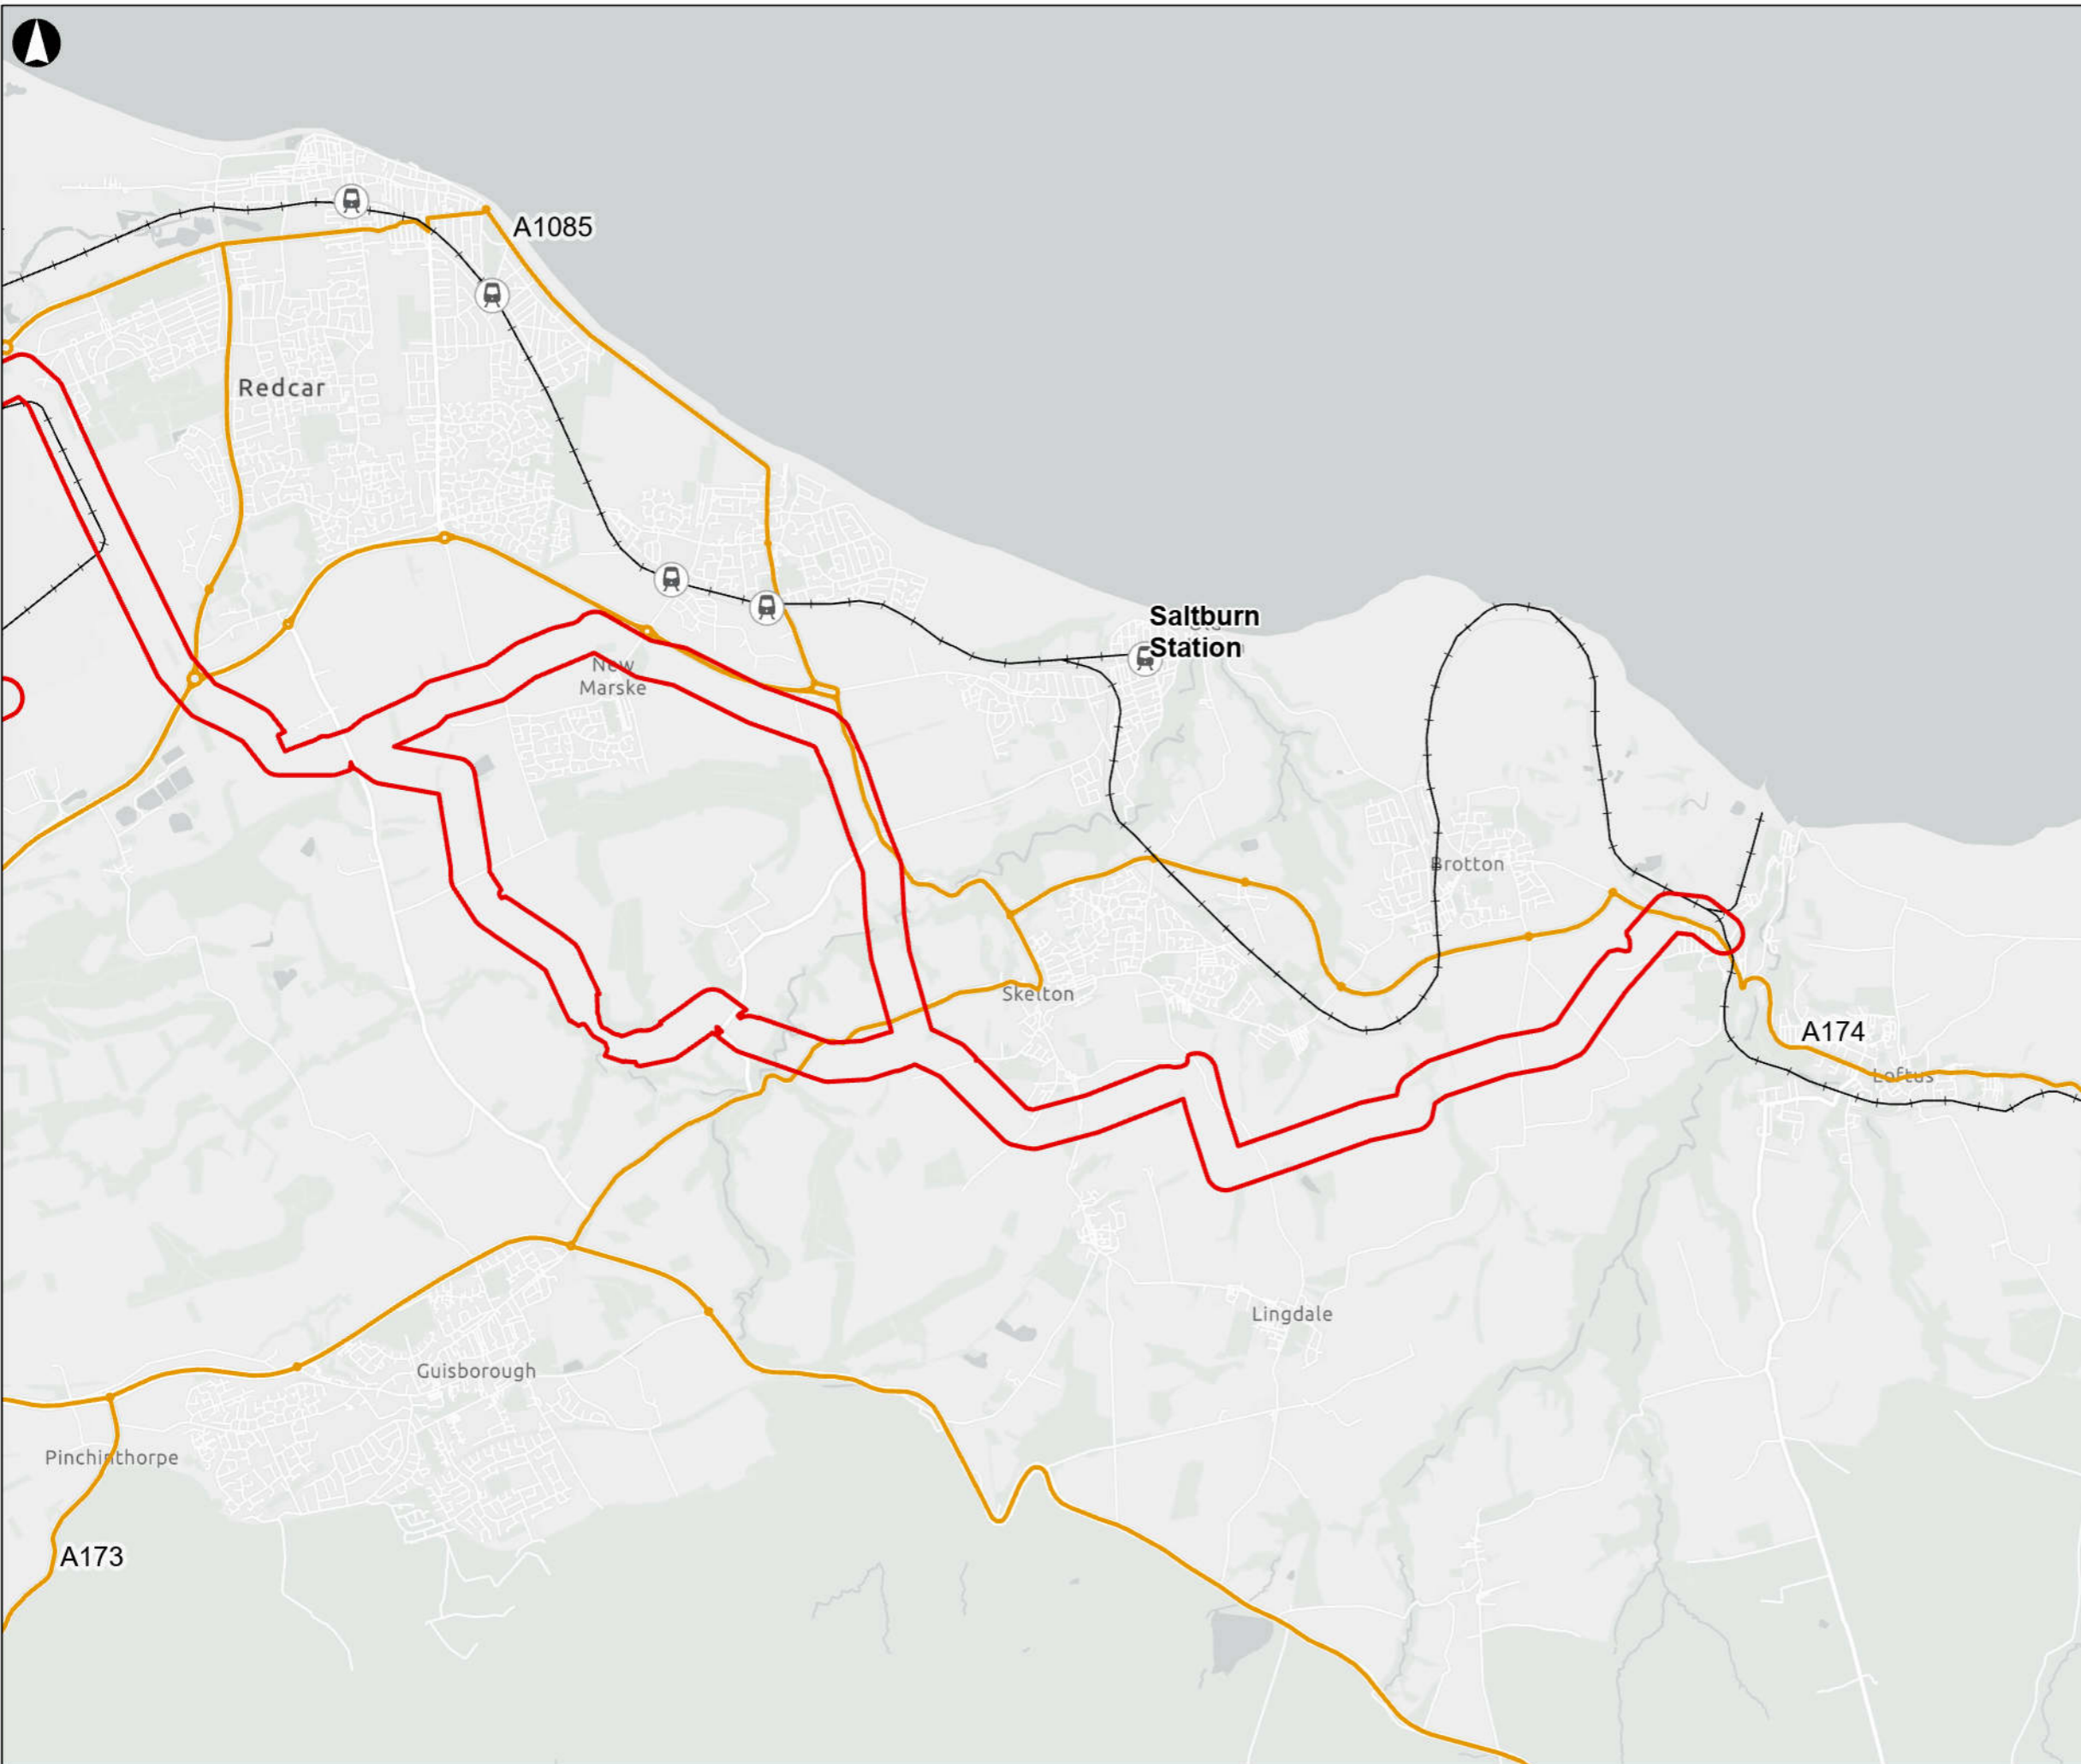 A1085
Redcar
Saltburn
Station
New
Marske
Brotton
Skelton
A174
Loftus
Lingdale
Guisborough
Pinchinthorpe
A173